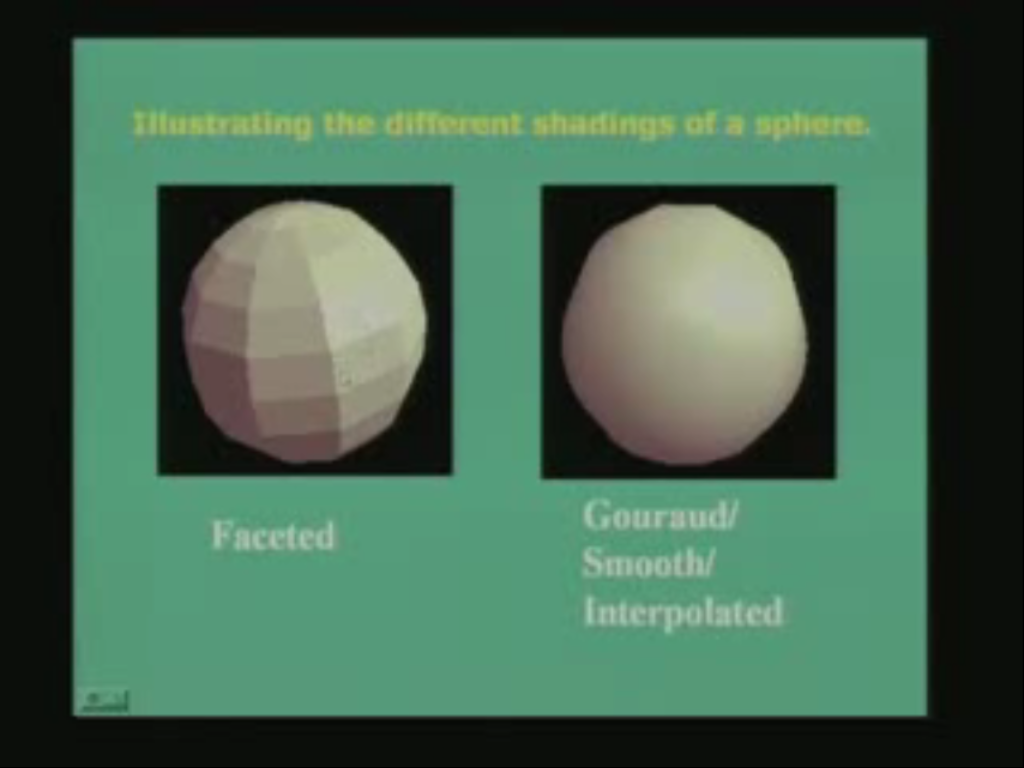 Illustrating the different shadings of a sphere.
Faceted
Gouraud/
Smooth/
Interpolated